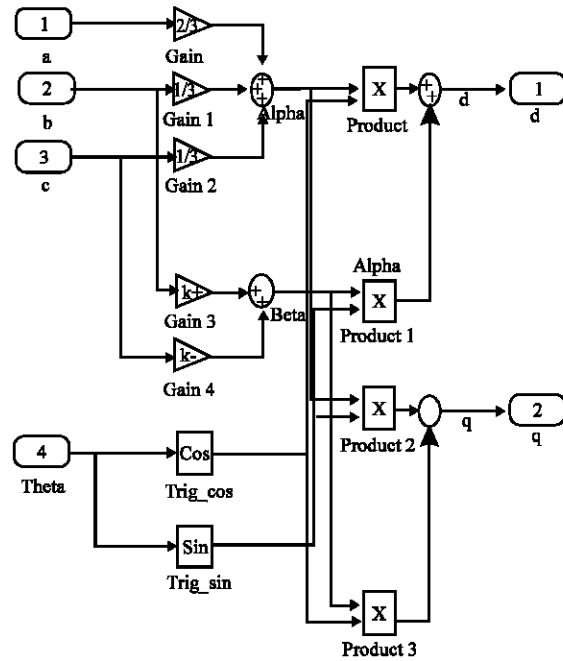 1
a
2/3
Gain
2
b
1/3
Gain 1
3
c
1/3
Gain 2
+
+
+
Alpha
X
Product
+
+
d
1
d
k+
Gain 3
k-
Gain 4
+
+
Beta
Alpha
X
Product 1
X
Product 2
q
2
q
4
Theta
Cos
Trig_cos
Sin
Trig_sin
X
Product 3